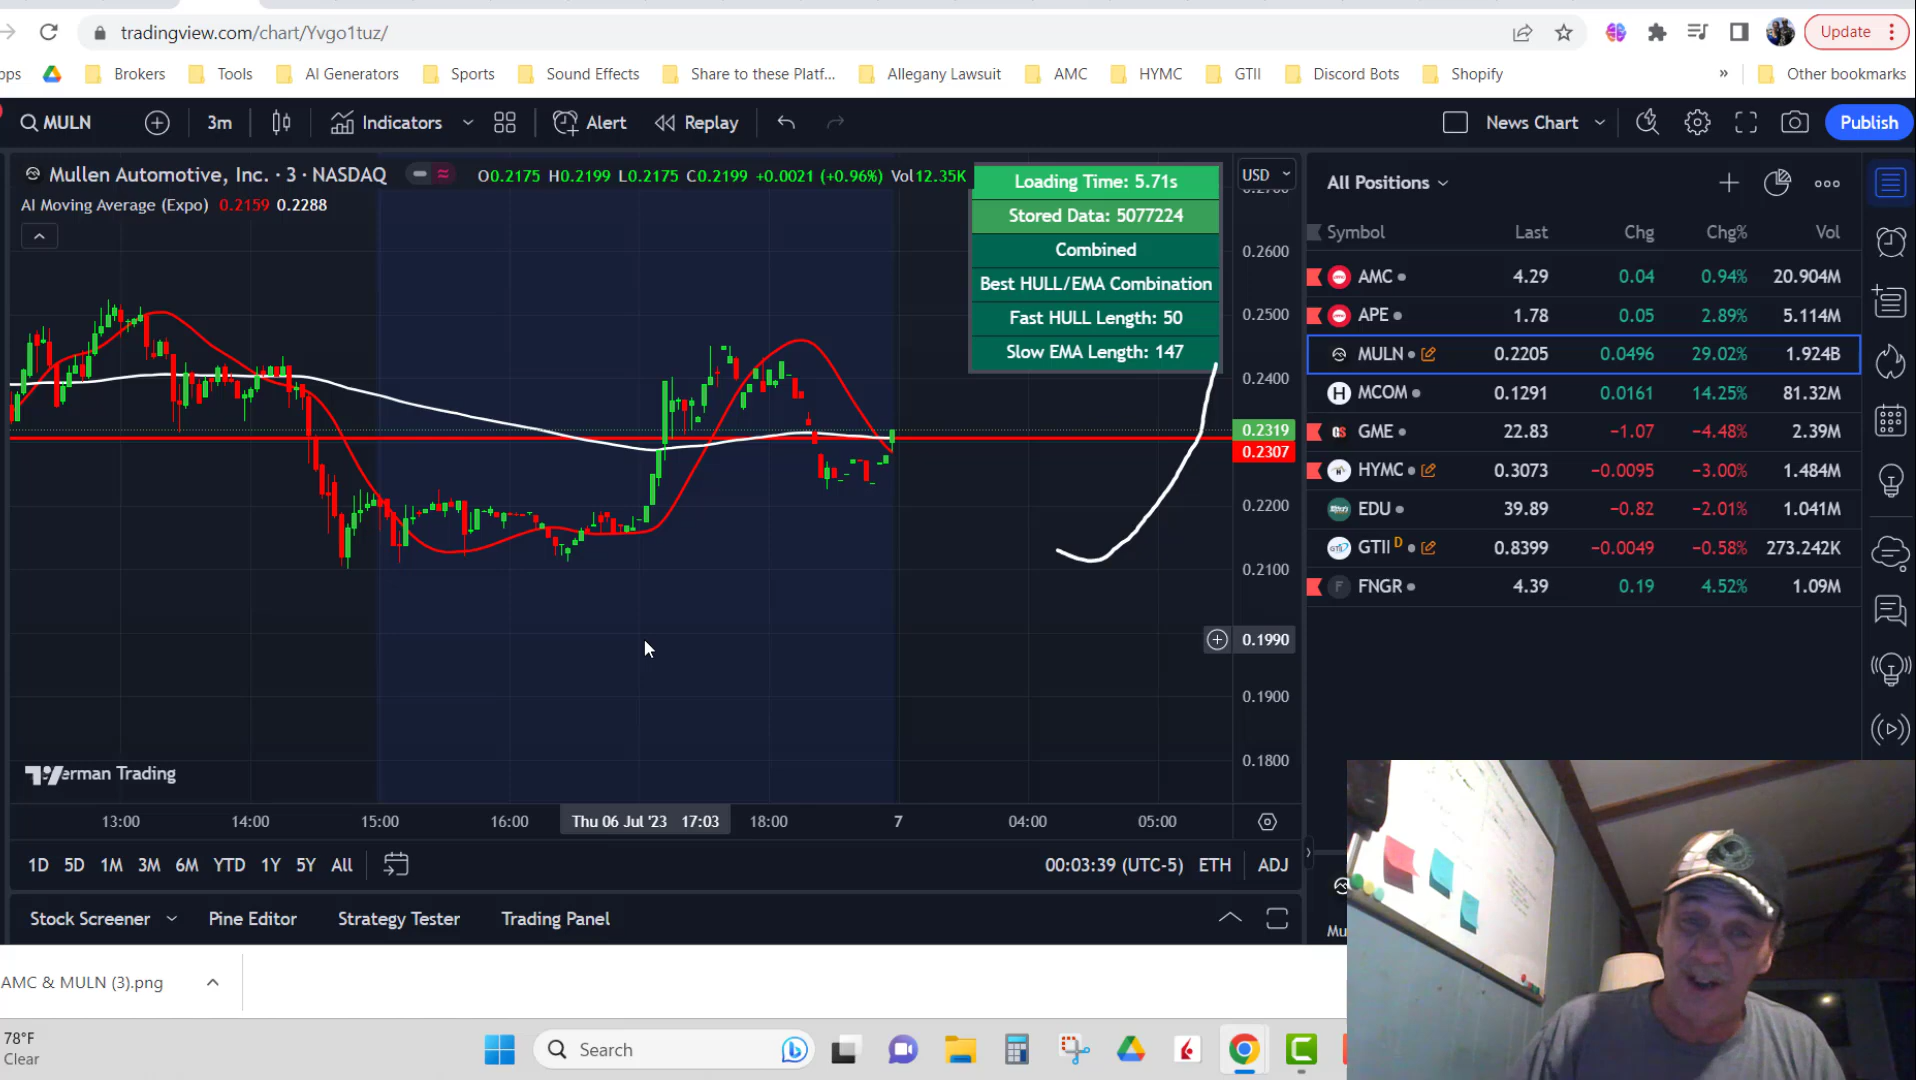 tradingview.com/chart/Yvgo1tuz/
Update
Brokers
Tools
AI Generators
Sports
Sound Effects
Share to these Platf...
Allegany Lawsuit
AMC
HYMC
GTII
Discord Bots
Shopify
»
Other bookmarks
MULN
3m
Indicators
Alert
Replay
News Chart
Publish
Mullen Automotive, Inc. · 3 · NASDAQ
O0.2175 H0.2199 L0.2175 C0.2199 +0.0021 (+0.96%) Vol12.35K
AI Moving Average (Expo) 0.2159 0.2288
Loading Time: 5.71s
Stored Data: 5077224
Combined
Best HULL/EMA Combination
Fast HULL Length: 50
Slow EMA Length: 147
USD
0.2600
0.2500
0.2400
0.2319
0.2307
0.2200
0.2100
0.1990
0.1900
0.1800
All Positions
Symbol Last Chg Chg% Vol
AMC 4.29 0.04 0.94% 20.904M
APE 1.78 0.05 2.89% 5.114M
MULN 0.2205 0.0496 29.02% 1.924B
MCOM 0.1291 0.0161 14.25% 81.32M
GME 22.83 −1.07 −4.48% 2.39M
HYMC 0.3073 −0.0095 −3.00% 1.484M
EDU 39.89 −0.82 −2.01% 1.041M
GTII D 0.8399 −0.0049 −0.58% 273.242K
FNGR 4.39 0.19 4.52% 1.09M
erman Trading
13:00 14:00 15:00 16:00 Thu 06 Jul '23 17:03 18:00 7 04:00 05:00
1D 5D 1M 3M 6M YTD 1Y 5Y All
00:03:39 (UTC-5) ETH ADJ
Stock Screener
Pine Editor
Strategy Tester
Trading Panel
Mu
AMC & MULN (3).png
78°F
Clear
Search